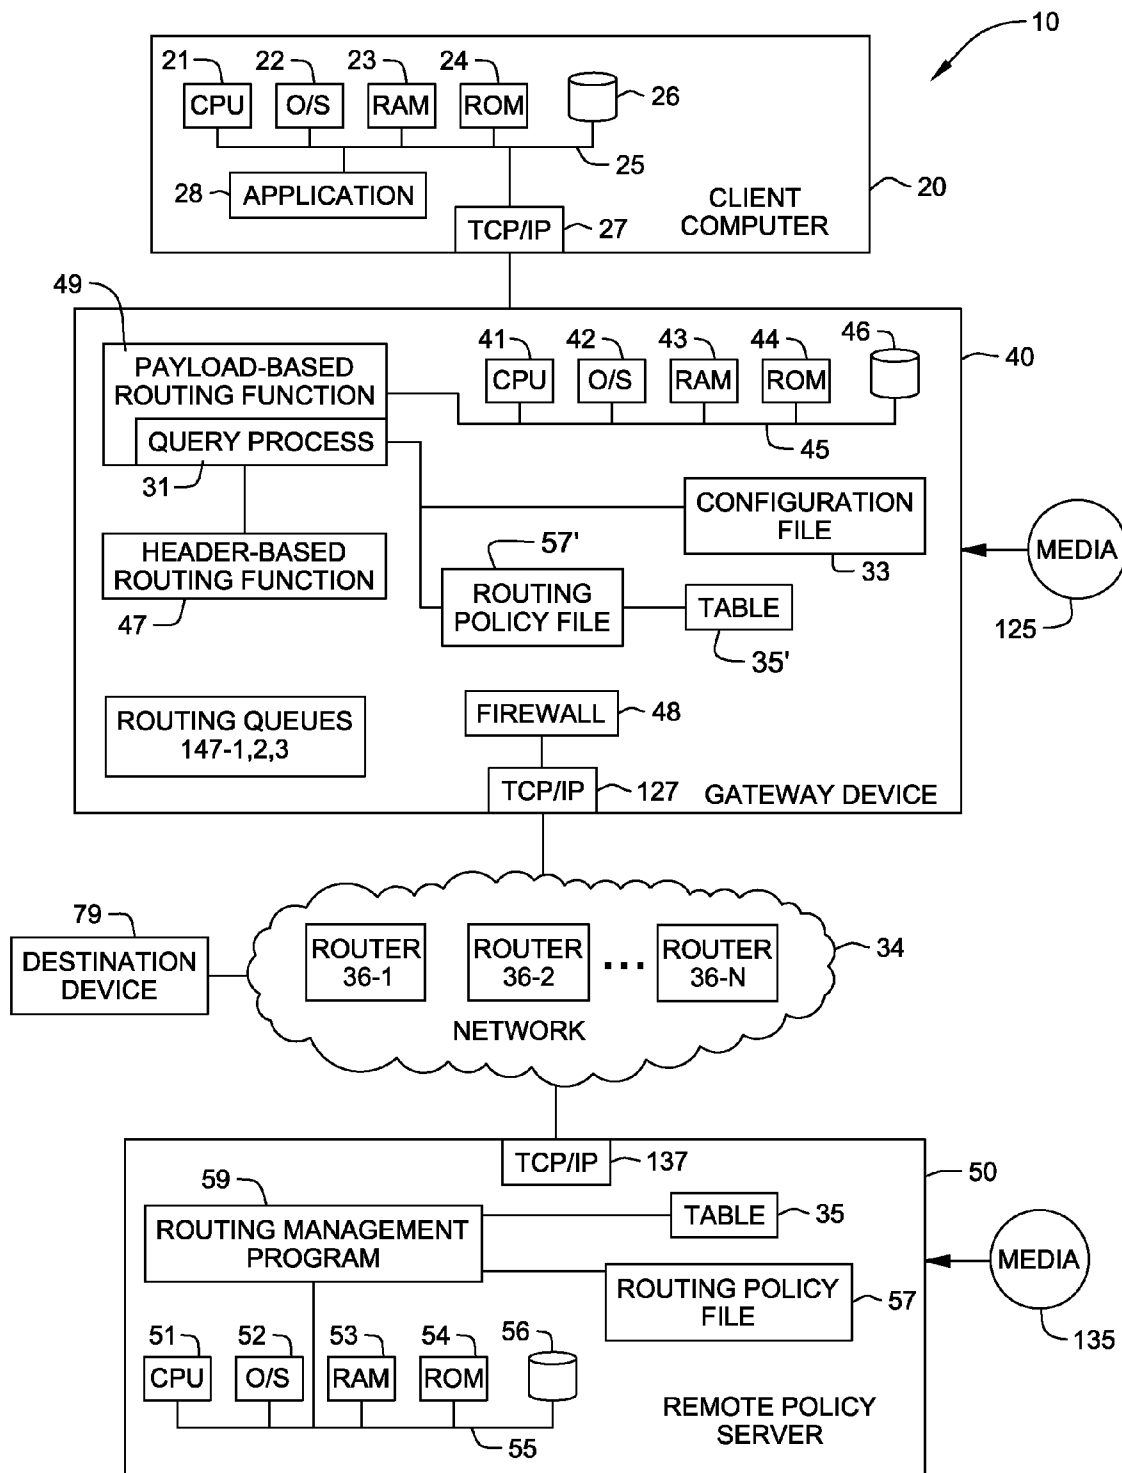 10
21
22
23
24
CPU
O/S
RAM
ROM
26
25
28
APPLICATION
20
CLIENT
COMPUTER
TCP/IP
27
49
41
42
43
44
46
40
PAYLOAD-BASED
ROUTING FUNCTION
CPU
O/S
RAM
ROM
QUERY PROCESS
45
31
CONFIGURATION
FILE
33
MEDIA
125
HEADER-BASED
ROUTING FUNCTION
47
57'
ROUTING
POLICY FILE
TABLE
35'
ROUTING QUEUES
147-1,2,3
FIREWALL
48
TCP/IP
127
GATEWAY DEVICE
79
DESTINATION
DEVICE
ROUTER
36-1
ROUTER
36-2
...
ROUTER
36-N
34
NETWORK
TCP/IP
137
50
59
ROUTING MANAGEMENT
PROGRAM
TABLE
35
ROUTING POLICY
FILE
57
MEDIA
135
51
52
53
54
56
CPU
O/S
RAM
ROM
55
REMOTE POLICY
SERVER